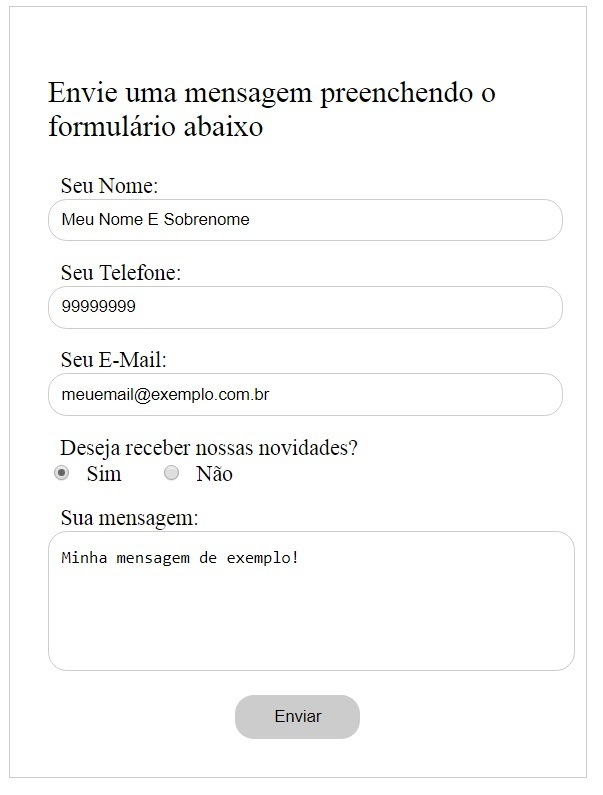 Envie uma mensagem preenchendo o
formulário abaixo
Seu Nome:
Meu Nome E Sobrenome
Seu Telefone:
99999999
Seu E-Mail:
meuemail@exemplo.com.br
Deseja receber nossas novidades?
Sim Não
Sua mensagem:
Minha mensagem de exemplo!
Enviar